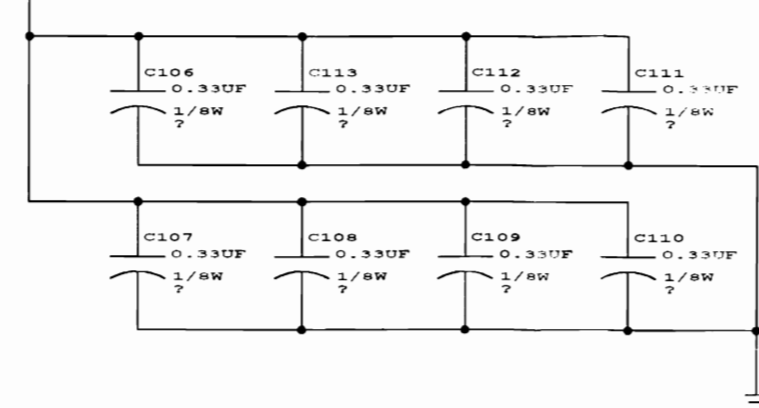 C106
0.33UF
1/8W
?
C113
0.33UF
1/8W
?
C112
0.33UF
1/8W
?
C111
0.33UF
1/8W
?
C107
0.33UF
1/8W
?
C108
0.33UF
1/8W
?
C109
0.33UF
1/8W
?
C110
0.33UF
1/8W
?